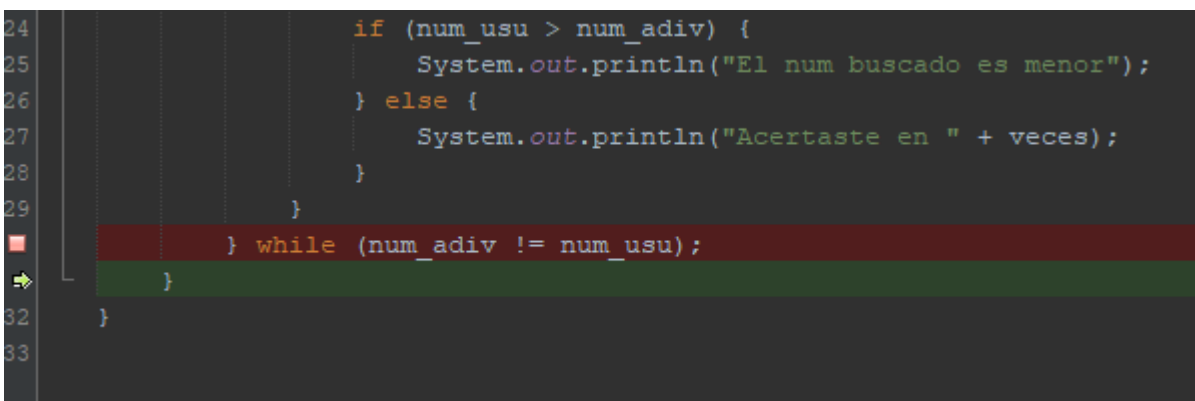 24 if (num_usu > num_adiv) {
25 System.out.println("El num buscado es menor");
26 } else {
27 System.out.println("Acertaste en " + veces);
28 }
29 }
} while (num_adiv != num_usu);
}
32 }
33